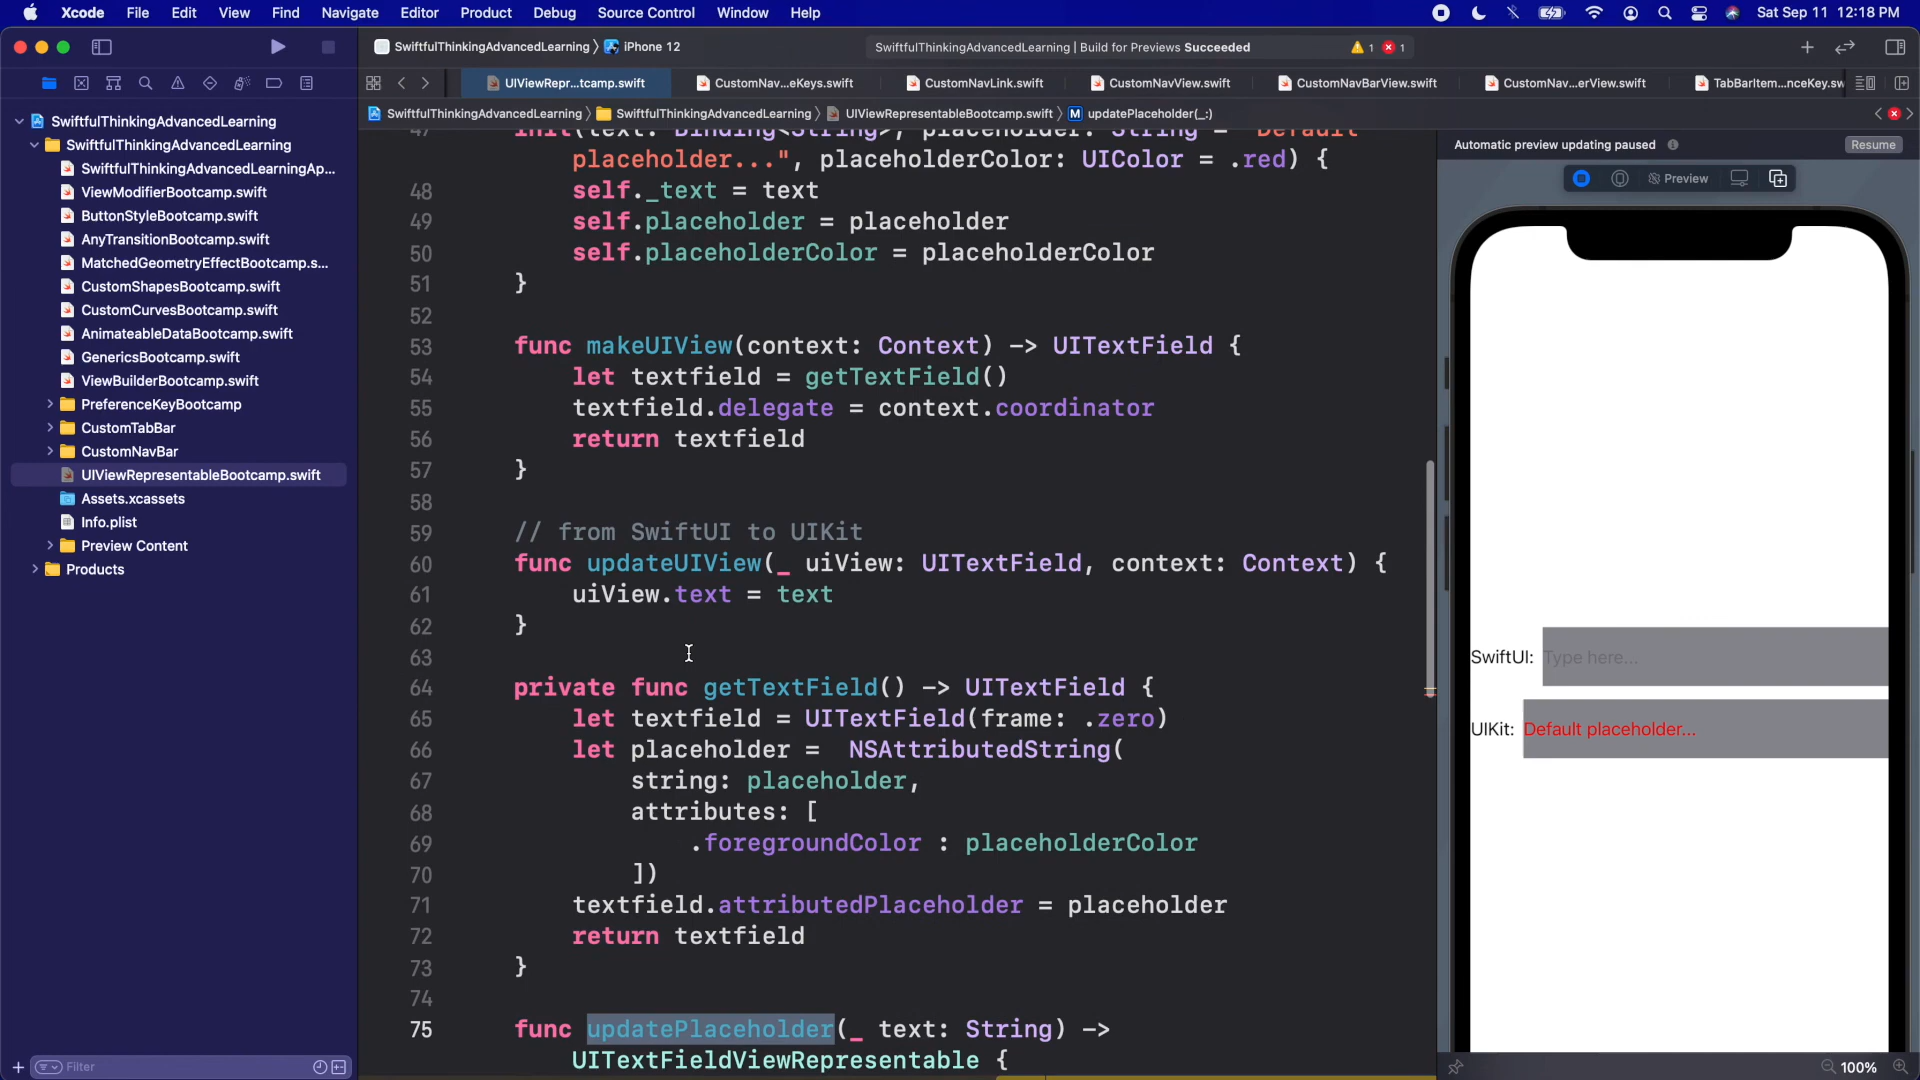 Xcode File Edit View Find Navigate Editor Product Debug Source Control Window Help Sat Sep 11 12:18 PM
SwiftfulThinkingAdvancedLearning 〉 iPhone 12 SwiftfulThinkingAdvancedLearning | Build for Previews Succeeded 1 1
UIViewRepr...tcamp.swift CustomNav...eKeys.swift CustomNavLink.swift CustomNavView.swift CustomNavBarView.swift CustomNav...erView.swift TabBarItem...nceKey.sw
SwiftfulThinkingAdvancedLearning 〉 SwiftfulThinkingAdvancedLearning 〉 UIViewRepresentableBootcamp.swift 〉 M updatePlaceholder(_:)
SwiftfulThinkingAdvancedLearning
SwiftfulThinkingAdvancedLearning
SwiftfulThinkingAdvancedLearningAp...
ViewModifierBootcamp.swift
ButtonStyleBootcamp.swift
AnyTransitionBootcamp.swift
MatchedGeometryEffectBootcamp.s...
CustomShapesBootcamp.swift
CustomCurvesBootcamp.swift
AnimateableDataBootcamp.swift
GenericsBootcamp.swift
ViewBuilderBootcamp.swift
PreferenceKeyBootcamp
CustomTabBar
CustomNavBar
UIViewRepresentableBootcamp.swift
Assets.xcassets
Info.plist
Preview Content
Products
Filter
47 init(text: Binding<String>, placeholder: String = "Default
placeholder...", placeholderColor: UIColor = .red) {
48 self._text = text
49 self.placeholder = placeholder
50 self.placeholderColor = placeholderColor
51 }
52
53 func makeUIView(context: Context) -> UITextField {
54 let textfield = getTextField()
55 textfield.delegate = context.coordinator
56 return textfield
57 }
58
59 // from SwiftUI to UIKit
60 func updateUIView(_ uiView: UITextField, context: Context) {
61 uiView.text = text
62 }
63
64 private func getTextField() -> UITextField {
65 let textfield = UITextField(frame: .zero)
66 let placeholder =  NSAttributedString(
67 string: placeholder,
68 attributes: [
69 .foregroundColor : placeholderColor
70 ])
71 textfield.attributedPlaceholder = placeholder
72 return textfield
73 }
74
75 func updatePlaceholder(_ text: String) ->
UITextFieldViewRepresentable {
Automatic preview updating paused Resume
Preview
SwiftUI: Type here...
UIKit: Default placeholder...
100%